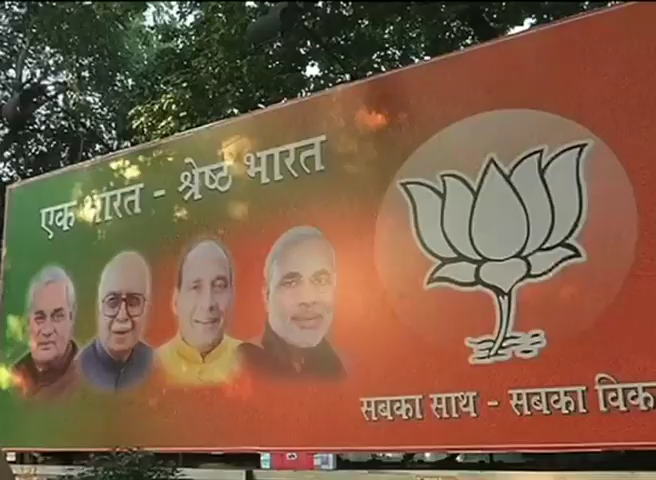 एक भारत - श्रेष्ठ भारत
सबका साथ - सबका विक